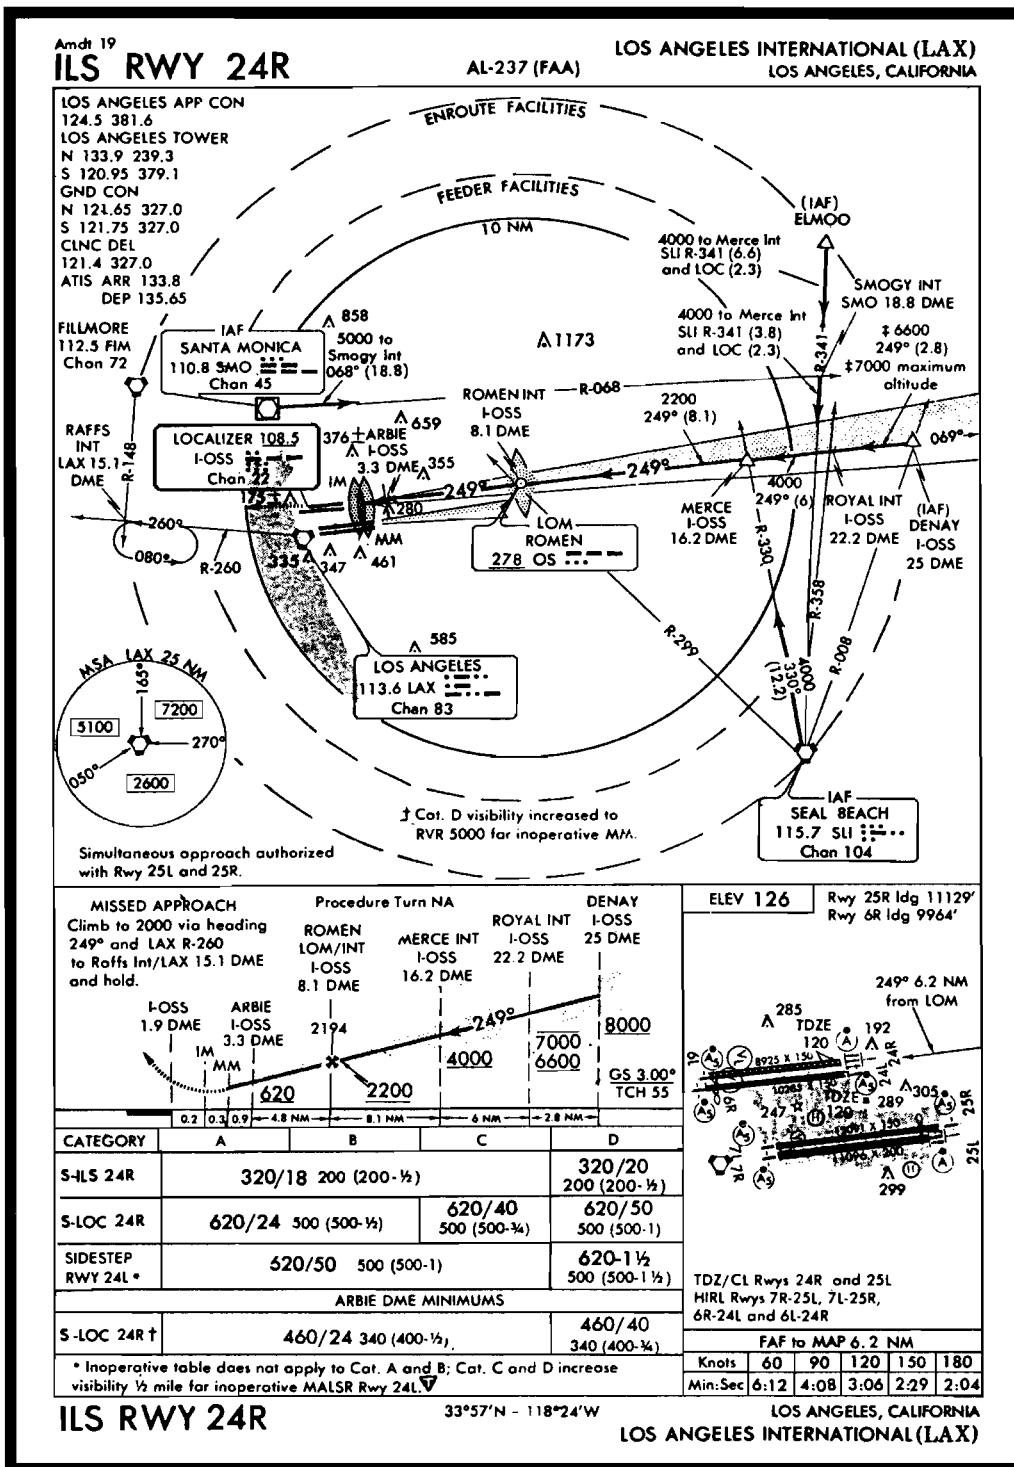 Amdt 19
ILS RWY 24R
AL-237 (FAA)
LOS ANGELES INTERNATIONAL (LAX)
LOS ANGELES, CALIFORNIA
LOS ANGELES APP CON
124.5 381.6
LOS ANGELES TOWER
N 133.9 239.3
S 120.95 379.1
GND CON
N 121.65 327.0
S 121.75 327.0
CLNC DEL
121.4 327.0
ATIS ARR 133.8
DEP 135.65
ENROUTE FACILITIES
FEEDER FACILITIES
10 NM
(IAF)
ELMOO
4000 to Merce Int
SLI R-341 (6.6)
and LOC (2.3)
SMOGY INT
SMO 18.8 DME
4000 to Merce Int
SLI R-341 (3.8)
and LOC (2.3)
R-341
‡ 6600
249° (2.8)
‡7000 maximum
altitude
FILLMORE
112.5 FIM
Chan 72
IAF
SANTA MONICA
110.8 SMO
Chan 45
858
5000 to
Smogy Int
068° (18.8)
1173
R-068
RAFFS
INT
LAX 15.1
DME
R-148
LOCALIZER 108.5
I-OSS
Chan 22
376±
ARBIE
I-OSS
3.3 DME
659
355
ROMEN INT
I-OSS
8.1 DME
2200
249° (8.1)
069°
175±
IM
249°
249°
280
MM
4000
249° (6)
MERCE
I-OSS
16.2 DME
ROYAL INT
I-OSS
22.2 DME
(IAF)
DENAY
I-OSS
25 DME
LOM
ROMEN
278 OS
260°
080°
R-260
335
347
461
R-330
R-358
R-008
R-299
4000
330°
(12.2)
585
LOS ANGELES
113.6 LAX
Chan 83
MSA LAX 25 NM
165°
7200
5100
270°
050°
2600
IAF
SEAL BEACH
115.7 SLI
Chan 104
‡ Cat. D visibility increased to
RVR 5000 for inoperative MM.
Simultaneous approach authorized
with Rwy 25L and 25R.
MISSED APPROACH
Climb to 2000 via heading
249° and LAX R-260
to Raffs Int/LAX 15.1 DME
and hold.
Procedure Turn NA
ROMEN
LOM/INT
I-OSS
8.1 DME
MERCE INT
I-OSS
16.2 DME
ROYAL INT
I-OSS
22.2 DME
DENAY
I-OSS
25 DME
I-OSS
1.9 DME
ARBIE
I-OSS
3.3 DME
IM
MM
2194
249°
620
2200
4000
7000
6600
8000
GS 3.00°
TCH 55
0.2 0.3 0.9 4.8 NM 8.1 NM 6 NM 2.8 NM
ELEV 126
Rwy 25R ldg 11129'
Rwy 6R ldg 9964'
249° 6.2 NM
from LOM
285
TDZE
120
192
A
24R
24L
8925 X 150
10285 X 150
TDZE
120
289
305
247
6R
25R
12091 X 150
25L
7L
7R
299
TDZ/CL Rwys 24R and 25L
HIRL Rwys 7R-25L, 7L-25R,
6R-24L and 6L-24R
CATEGORY A B C D
S-ILS 24R 320/18 200 (200-½) 320/20 200 (200-½)
S-LOC 24R 620/24 500 (500-½) 620/40 500 (500-¾) 620/50 500 (500-1)
SIDESTEP RWY 24L * 620/50 500 (500-1) 620-1½ 500 (500-1½)
ARBIE DME MINIMUMS
S-LOC 24R † 460/24 340 (400-½) 460/40 340 (400-¾)
* Inoperative table does not apply to Cat. A and B; Cat. C and D increase
visibility ½ mile for inoperative MALSR Rwy 24L.
FAF to MAP 6.2 NM
Knots 60 90 120 150 180
Min:Sec 6:12 4:08 3:06 2:29 2:04
ILS RWY 24R
33°57'N - 118°24'W
LOS ANGELES, CALIFORNIA
LOS ANGELES INTERNATIONAL (LAX)